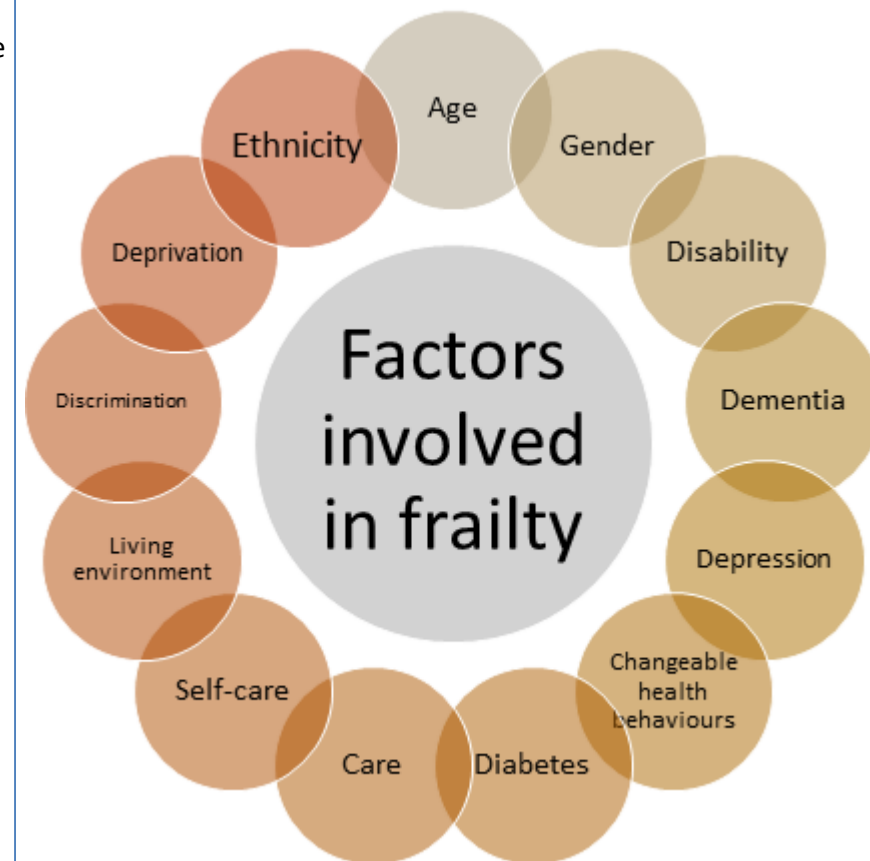 e
Age
Gender
Disability
Dementia
Depression
Changeable
health
behaviours
Diabetes
Care
Self-care
Living
environment
Discrimination
Deprivation
Ethnicity
Factors
involved
in frailty